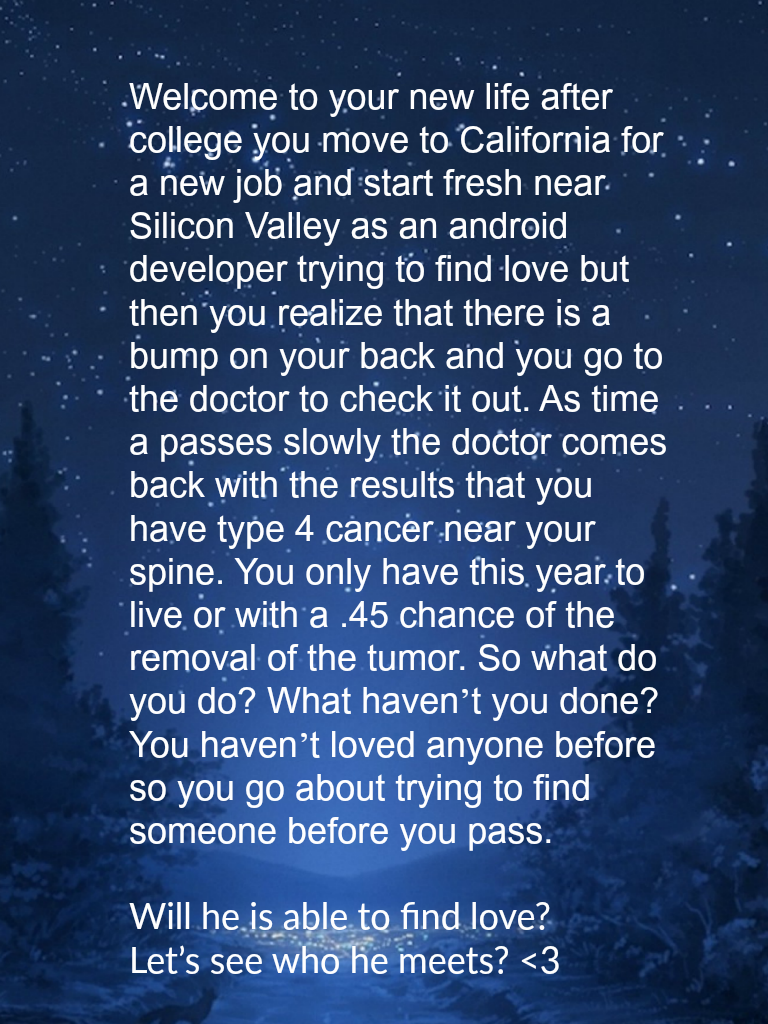 Welcome to your new life after
college you move to California for
a new job and start fresh near
Silicon Valley as an android
developer trying to find love but
then you realize that there is a
bump on your back and you go to
the doctor to check it out. As time
a passes slowly the doctor comes
back with the results that you
have type 4 cancer near your
spine. You only have this year to
live or with a .45 chance of the
removal of the tumor. So what do
you do? What haven’t you done?
You haven’t loved anyone before
so you go about trying to find
someone before you pass.
Will he is able to find love?
Let’s see who he meets? <3